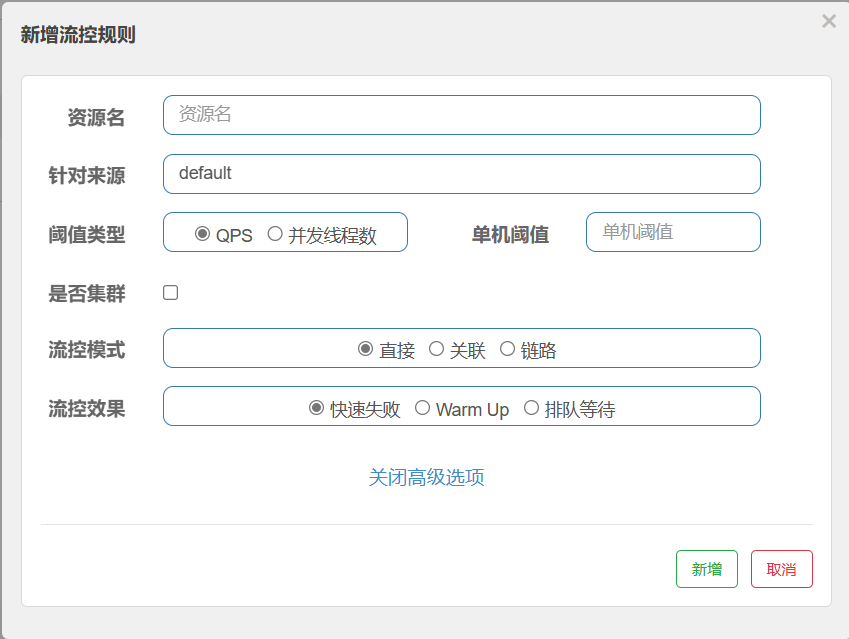 新增流控规则 ×
资源名 资源名
针对来源 default
阈值类型 QPS 并发线程数 单机阈值 单机阈值
是否集群
流控模式 直接 关联 链路
流控效果 快速失败 Warm Up 排队等待
关闭高级选项
新增 取消